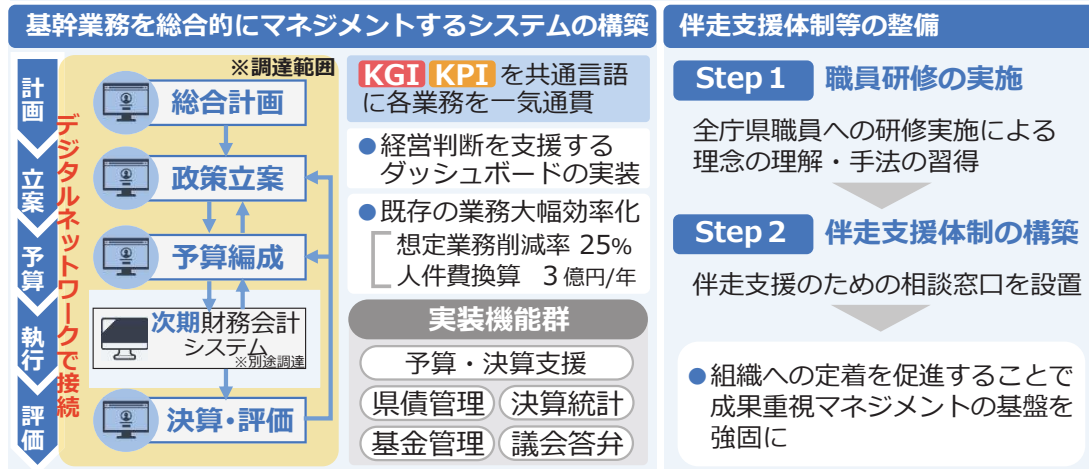 基幹業務を総合的にマネジメントするシステムの構築
計画
立案
予算
執行
評価
デジタルネットワークで接続
※調達範囲
総合計画
政策立案
予算編成
次期財務会計
システム
※別途調達
決算・評価
KGI KPI を共通言語
に各業務を一気通貫
●経営判断を支援する
ダッシュボードの実装
●既存の業務大幅効率化
想定業務削減率 25%
人件費換算 3億円/年
実装機能群
予算・決算支援
県債管理 決算統計
基金管理 議会答弁
伴走支援体制等の整備
Step 1 職員研修の実施
全庁県職員への研修実施による
理念の理解・手法の習得
Step 2 伴走支援体制の構築
伴走支援のための相談窓口を設置
●組織への定着を促進することで
成果重視マネジメントの基盤を
強固に